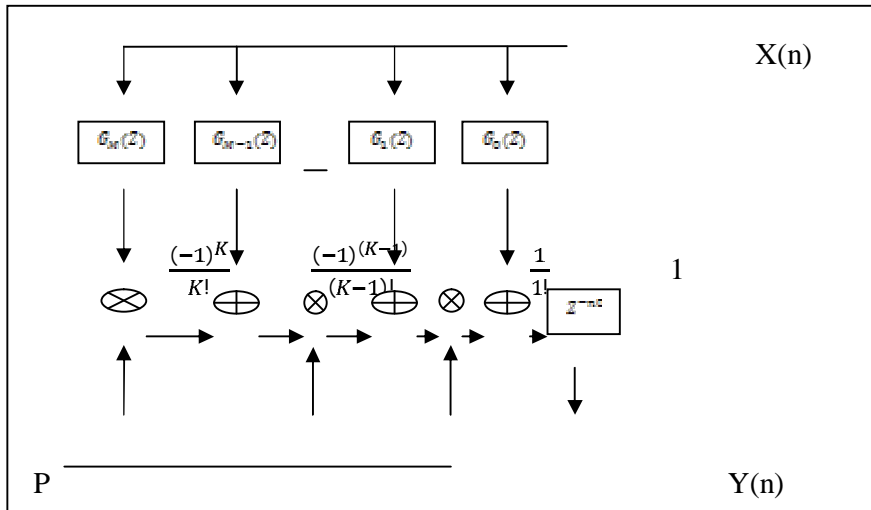 X(n)
G_M(Z) G_{M-1}(Z) — G_1(Z) G_0(Z)
(-1)^K/K! (-1)^{(K-1)}/(K-1)! 1/1! 1
P Y(n)